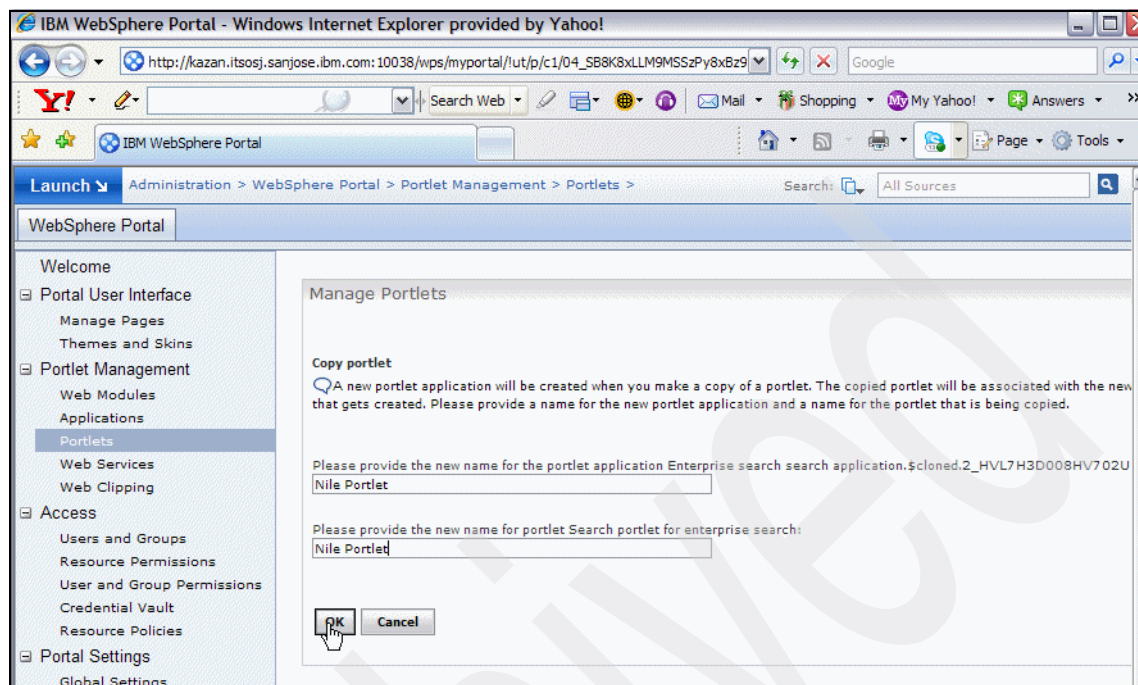 IBM WebSphere Portal - Windows Internet Explorer provided by Yahoo!
http://kazan.itsosj.sanjose.ibm.com:10038/wps/myportal/!ut/p/c1/04_SB8K8xLLM9MSSzPy8xBz9
Google
Y! Search Web Mail Shopping My Yahoo! Answers
IBM WebSphere Portal
Page Tools
Launch Administration > WebSphere Portal > Portlet Management > Portlets > Search: All Sources
WebSphere Portal
Welcome
Portal User Interface
Manage Pages
Themes and Skins
Portlet Management
Web Modules
Applications
Portlets
Web Services
Web Clipping
Access
Users and Groups
Resource Permissions
User and Group Permissions
Credential Vault
Resource Policies
Portal Settings
Global Settings
Manage Portlets
Copy portlet
A new portlet application will be created when you make a copy of a portlet. The copied portlet will be associated with the new
that gets created. Please provide a name for the new portlet application and a name for the portlet that is being copied.
Please provide the new name for the portlet application Enterprise search search application.$cloned.2_HVL7H3D008HV702U
Nile Portlet
Please provide the new name for portlet Search portlet for enterprise search:
Nile Portlet
OK Cancel